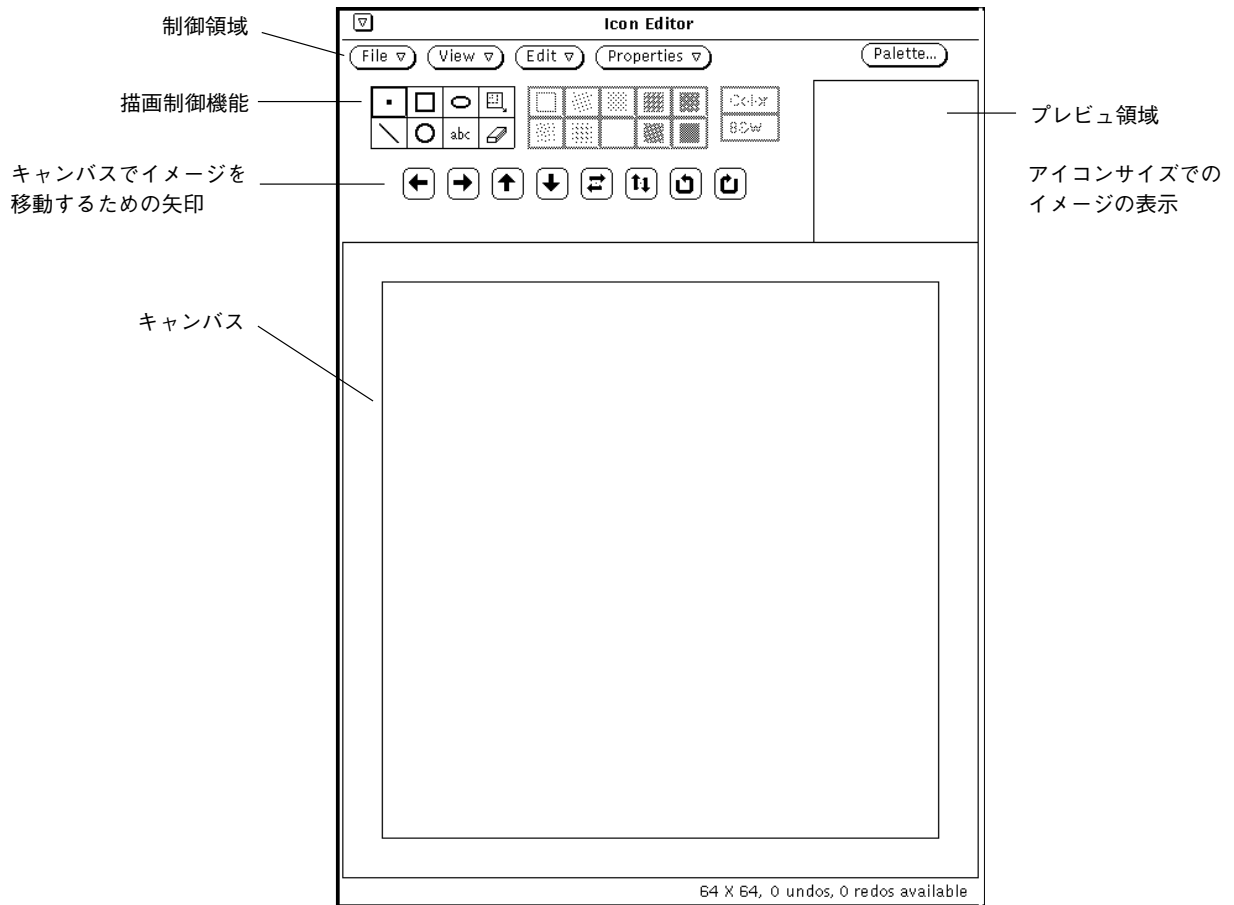 Icon Editor
制御領域
File View Edit Properties Palette...
描画制御機能
abc
Color
B&W
プレビュ領域
キャンバスでイメージを
移動するための矢印
アイコンサイズでの
イメージの表示
キャンバス
64 X 64, 0 undos, 0 redos available